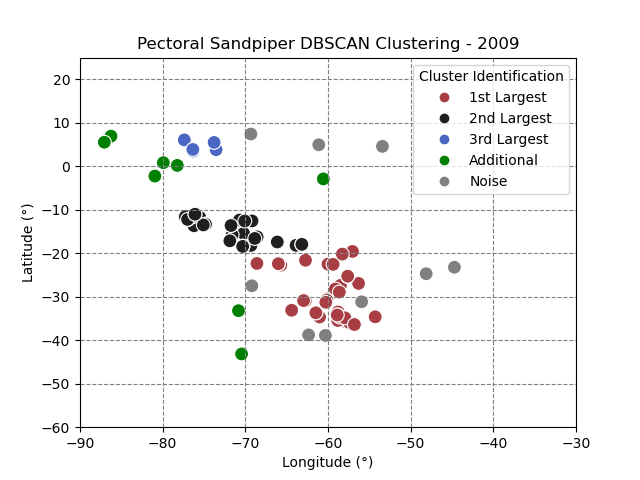 Pectoral Sandpiper DBSCAN Clustering - 2009
Cluster Identification
1st Largest
2nd Largest
3rd Largest
Additional
Noise
20
10
0
−10
−20
−30
−40
−50
−60
Latitude (°)
−90
−80
−70
−60
−50
−40
−30
Longitude (°)